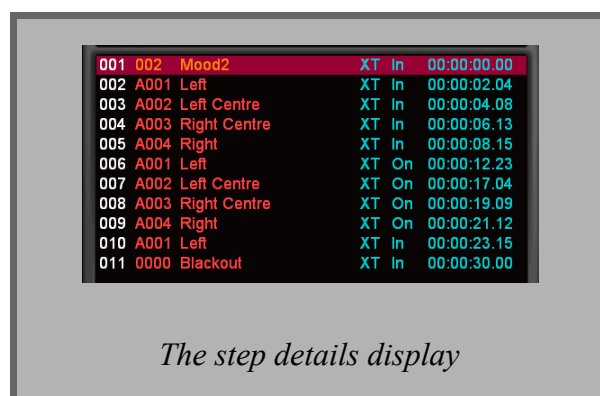 001 002 Mood2 XT In 00:00:00.00
002 A001 Left XT In 00:00:02.04
003 A002 Left Centre XT In 00:00:04.08
004 A003 Right Centre XT In 00:00:06.13
005 A004 Right XT In 00:00:08.15
006 A001 Left XT On 00:00:12.23
007 A002 Left Centre XT On 00:00:17.04
008 A003 Right Centre XT On 00:00:19.09
009 A004 Right XT On 00:00:21.12
010 A001 Left XT In 00:00:23.15
011 0000 Blackout XT In 00:00:30.00
The step details display